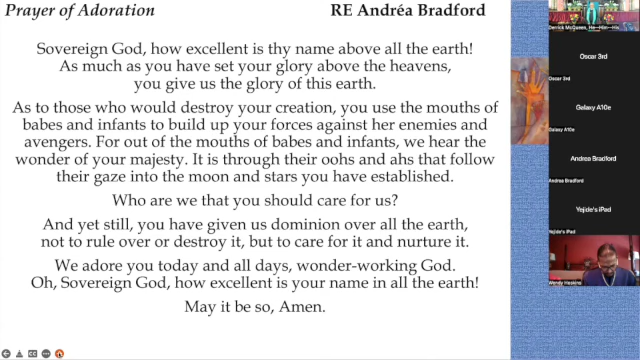 Prayer of Adoration RE Andréa Bradford
Sovereign God, how excellent is thy name above all the earth!
As much as you have set your glory above the heavens,
you give us the glory of this earth.
As to those who would destroy your creation, you use the mouths of
babes and infants to build up your forces against her enemies and
avengers. For out of the mouths of babes and infants, we hear the
wonder of your majesty. It is through their oohs and ahs that follow
their gaze into the moon and stars you have established.
Who are we that you should care for us?
And yet still, you have given us dominion over all the earth,
not to rule over or destroy it, but to care for it and nurture it.
We adore you today and all days, wonder-working God.
Oh, Sovereign God, how excellent is your name in all the earth!
May it be so, Amen.
Derrick McQueen, He~Him~His
Oscar 3rd
Oscar 3rd
Galaxy A10e
Galaxy A10e
Andrea Bradford
Andrea Bradford
Yejide's iPad
Yejide's iPad
Wendy Haskins